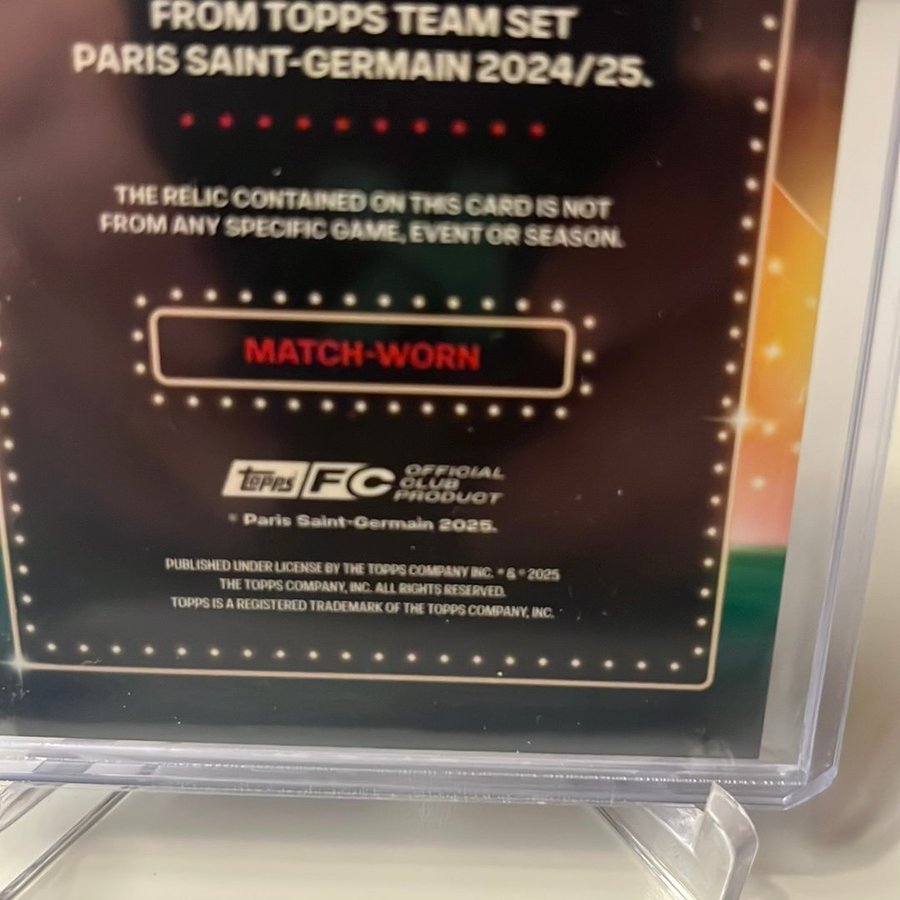 FROM TOPPS TEAM SET
PARIS SAINT-GERMAIN 2024/25.
THE RELIC CONTAINED ON THIS CARD IS NOT
FROM ANY SPECIFIC GAME, EVENT OR SEASON.
MATCH-WORN
TOPPS FC OFFICIAL
CLUB
PRODUCT
Paris Saint-Germain 2025.
PUBLISHED UNDER LICENSE BY THE TOPPS COMPANY INC. ® & © 2025
THE TOPPS COMPANY, INC. ALL RIGHTS RESERVED.
TOPPS IS A REGISTERED TRADEMARK OF THE TOPPS COMPANY, INC.